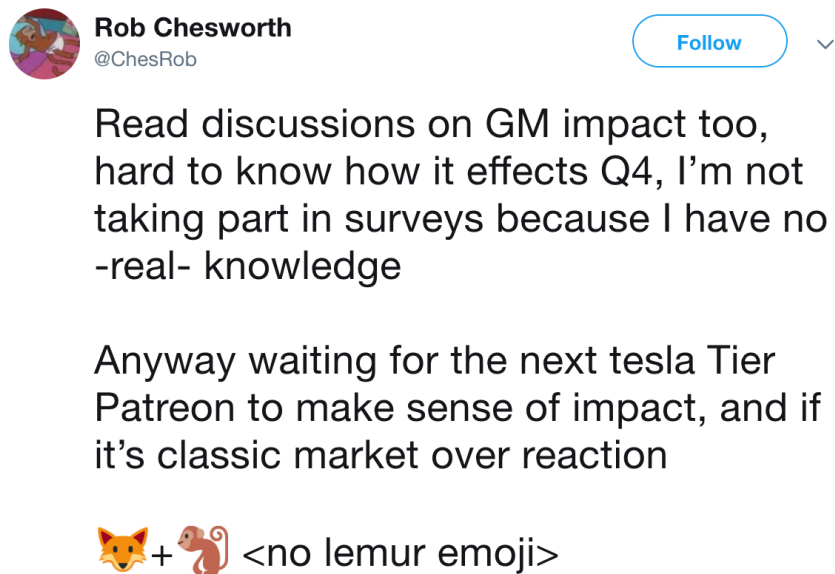 Rob Chesworth
@ChesRob
Follow
Read discussions on GM impact too,
hard to know how it effects Q4, I’m not
taking part in surveys because I have no
-real- knowledge
Anyway waiting for the next tesla Tier
Patreon to make sense of impact, and if
it’s classic market over reaction
🦊+🐒 <no lemur emoji>